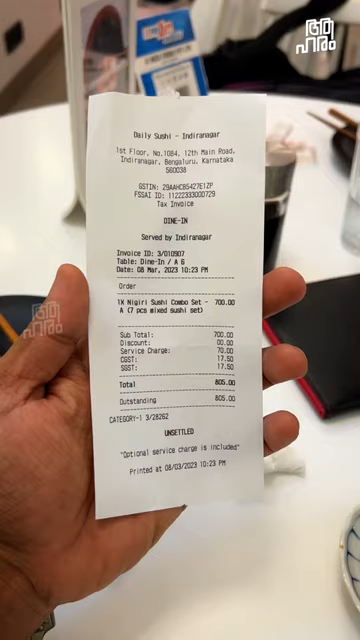 ആ
ഹാരം
Daily Sushi - Indiranagar
1st Floor, No.1084, 12th Main Road,
Indiranagar, Bengaluru, Karnataka
560038
GSTIN: 29AAHCB5427E1ZP
FSSAI ID: 11222333000729
Tax Invoice
DINE-IN
Served by Indiranagar
Invoice ID: 3/010907
Table: Dine-In / A 6
Date: 08 Mar, 2023 10:23 PM
Order
1X Nigiri Sushi Combo Set - 700.00
A (7 pcs mixed sushi set)
Sub Total: 700.00
Discount: 00.00
Service Charge: 70.00
CGST: 17.50
SGST: 17.50
Total 805.00
Outstanding 805.00
CATEGORY-1 3/28262
UNSETTLED
"Optional service charge is included"
Printed at 08/03/2023 10:23 PM